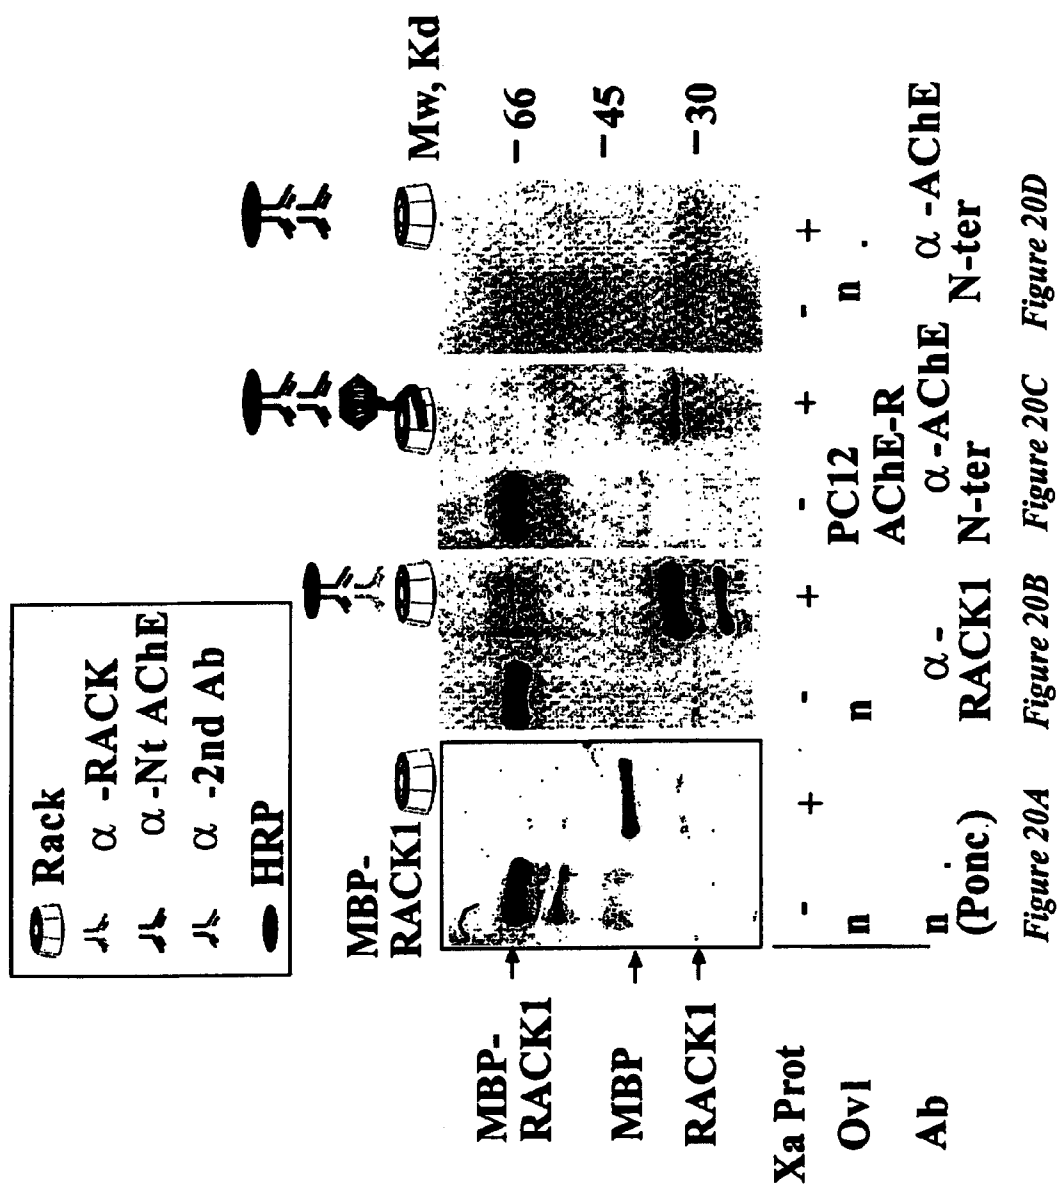 Rack
α -RACK
α -Nt AChE
α -2nd Ab
HRP
MBP-
RACK1
Mw, Kd
MBP-
RACK1
MBP
RACK1
- 66
- 45
- 30
Xa Prot - + - + - + - +
Ovl n n PC12 n .
AChE-R
Ab n . α - α -AChE α -AChE
(Ponc.) RACK1 N-ter N-ter
Figure 20A Figure 20B Figure 20C Figure 20D